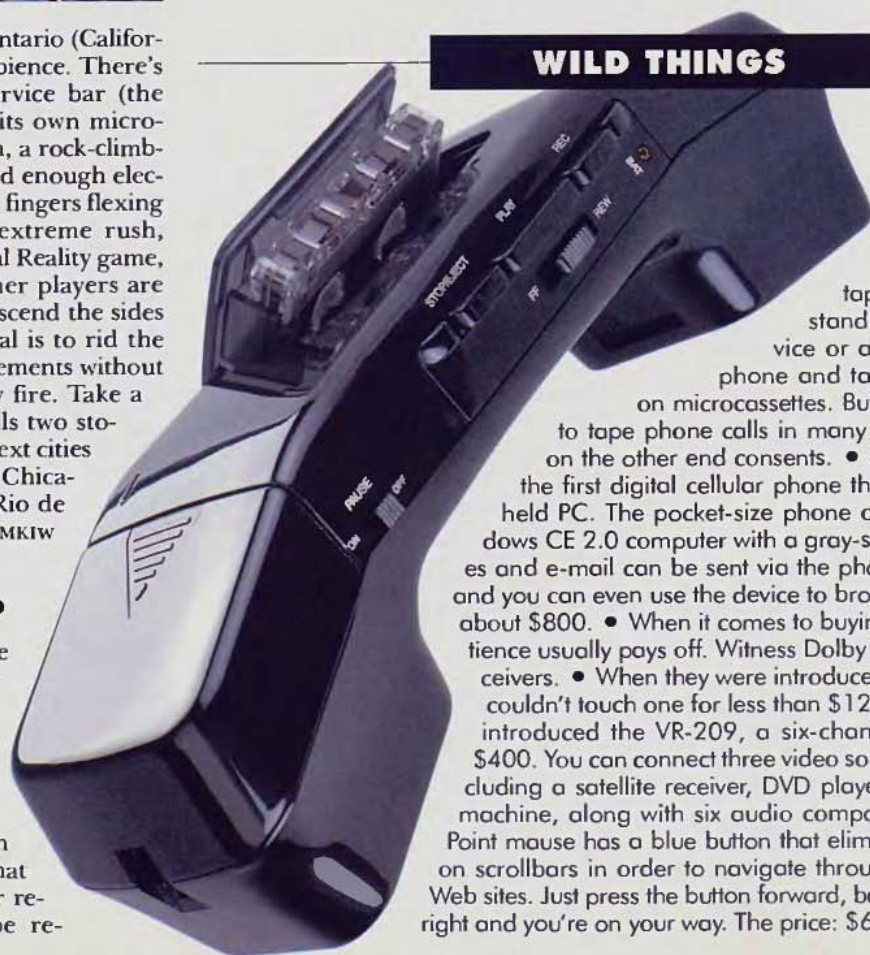 ntario (Califor-
bience. There's
rvice bar (the
its own micro-
, a rock-climb-
d enough elec-
fingers flexing
extreme rush,
l Reality game,
er players are
scend the sides
al is to rid the
ements without
fire. Take a
lls two sto-
ext cities
Chica-
Rio de
MKIW
WILD THINGS
REC
BAT
PLAY
REW
FF
STOP/EJECT
PAUSE
OFF
ON
tap
stand
vice or a
phone and ta
on microcassettes. Bu
to tape phone calls in many
on the other end consents. •
the first digital cellular phone th
held PC. The pocket-size phone
dows CE 2.0 computer with a gray-s
es and e-mail can be sent via the pho
and you can even use the device to bro
about $800. • When it comes to buyin
tience usually pays off. Witness Dolby
ceivers. • When they were introduce
couldn't touch one for less than $12
introduced the VR-209, a six-chan
$400. You can connect three video so
cluding a satellite receiver, DVD playe
machine, along with six audio compo
Point mouse has a blue button that elim
on scrollbars in order to navigate throu
Web sites. Just press the button forward, b
right and you're on your way. The price: $6
e
n
hat
r re-
pe re-